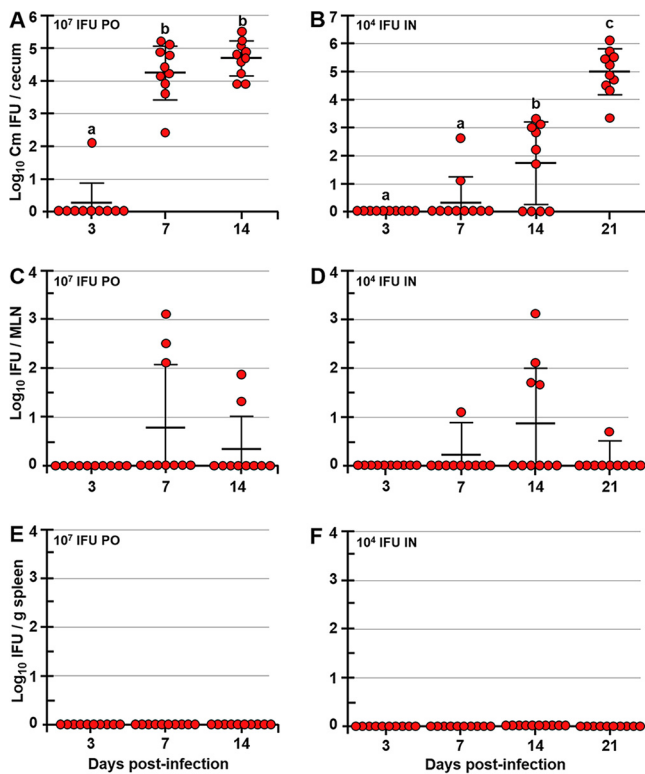 A
10⁷ IFU PO
Log₁₀ Cm IFU / cecum
6
5
4
3
2
1
0
a
b
b
3
7
14
B
10⁴ IFU IN
7
6
5
4
3
2
1
0
a
a
b
c
3
7
14
21
C
10⁷ IFU PO
Log₁₀ IFU / MLN
4
3
2
1
0
3
7
14
D
10⁴ IFU IN
4
3
2
1
0
3
7
14
21
E
10⁷ IFU PO
Log₁₀ IFU / g spleen
4
3
2
1
0
3
7
14
Days post-infection
F
10⁴ IFU IN
4
3
2
1
0
3
7
14
21
Days post-infection